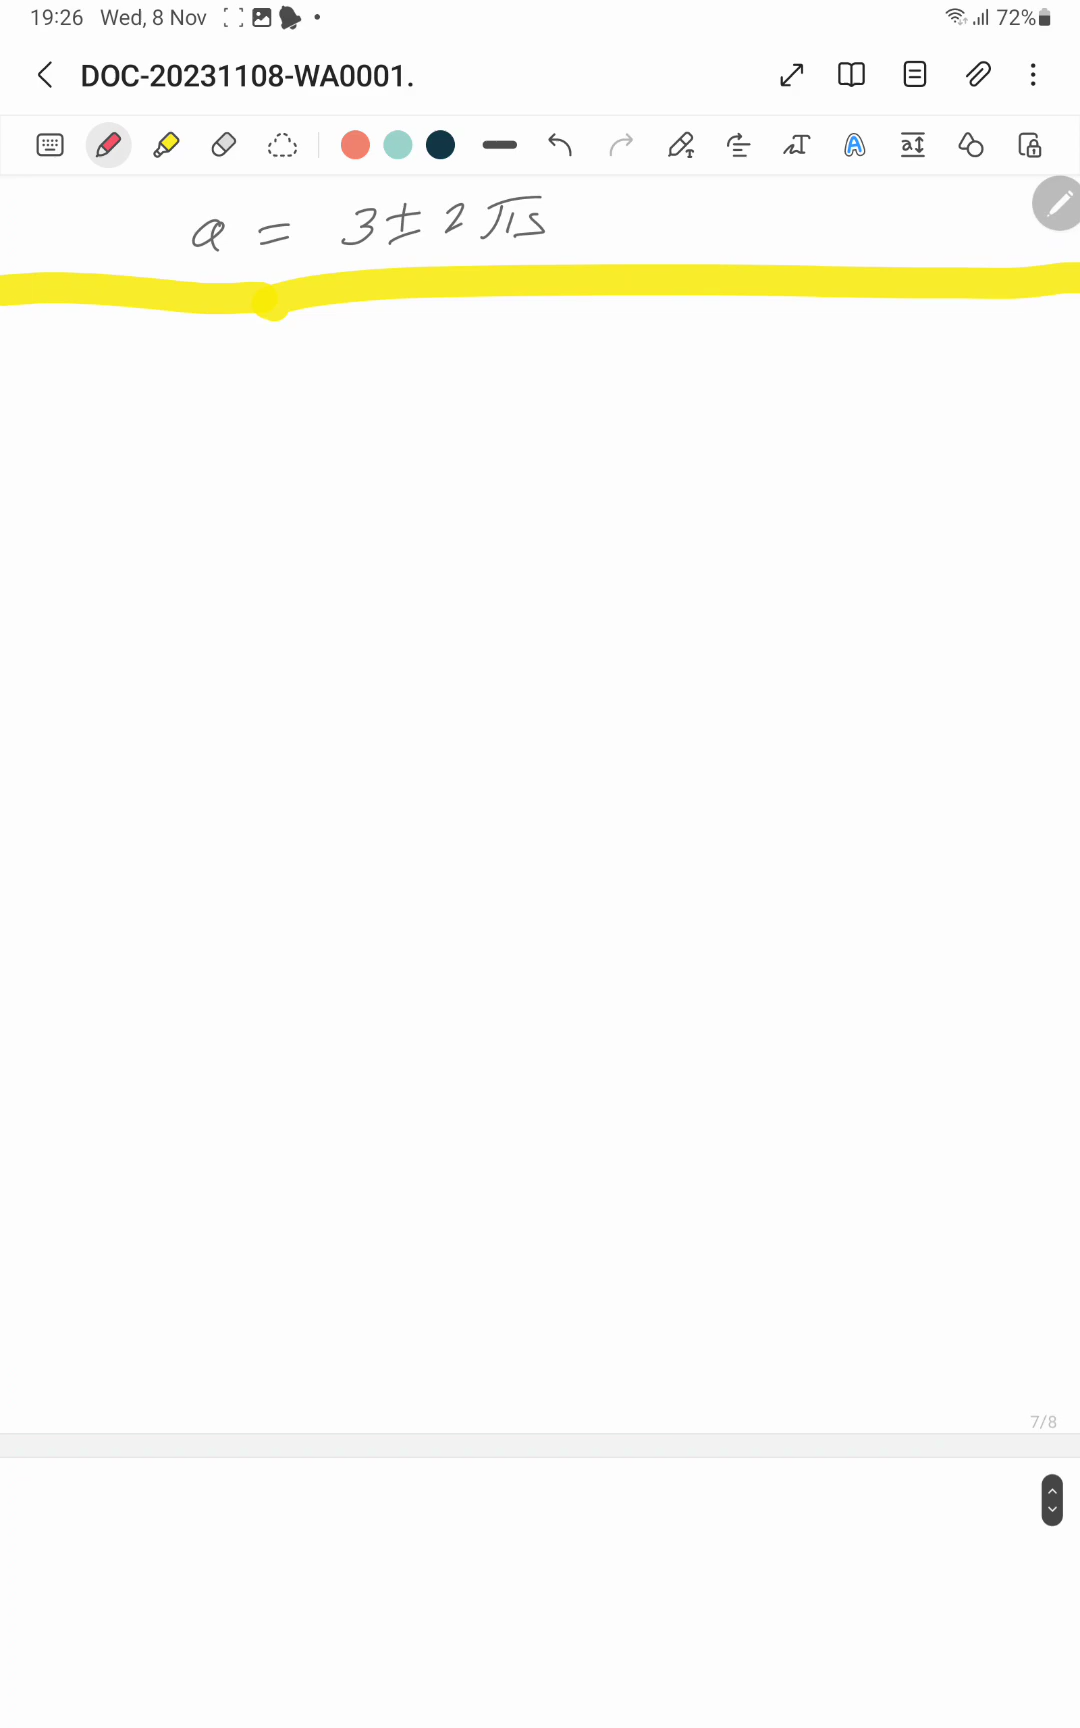 19:26 Wed, 8 Nov 72%
DOC-20231108-WA0001.
a = 3 ± 2 √15
7/8